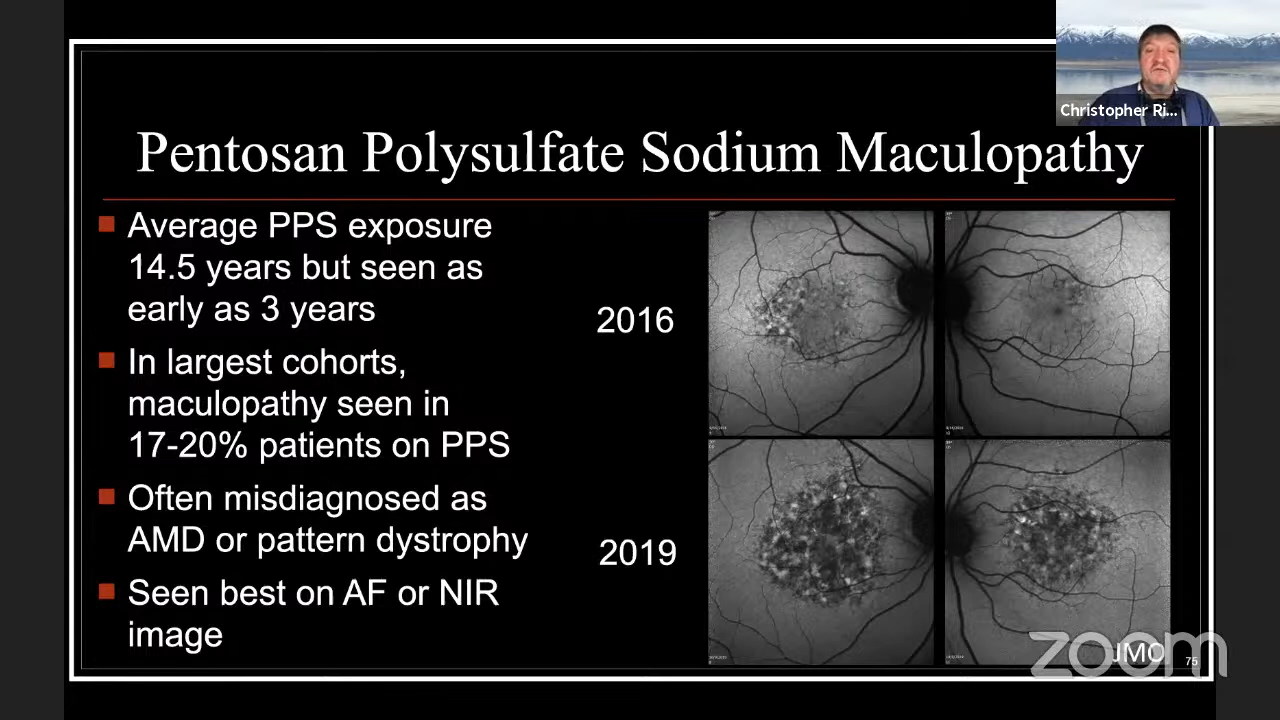 Christopher Ri...
Pentosan Polysulfate Sodium Maculopathy
Average PPS exposure
14.5 years but seen as
early as 3 years
In largest cohorts,
maculopathy seen in
17-20% patients on PPS
Often misdiagnosed as
AMD or pattern dystrophy
Seen best on AF or NIR
image
2016
2019
JMO
zoom
75